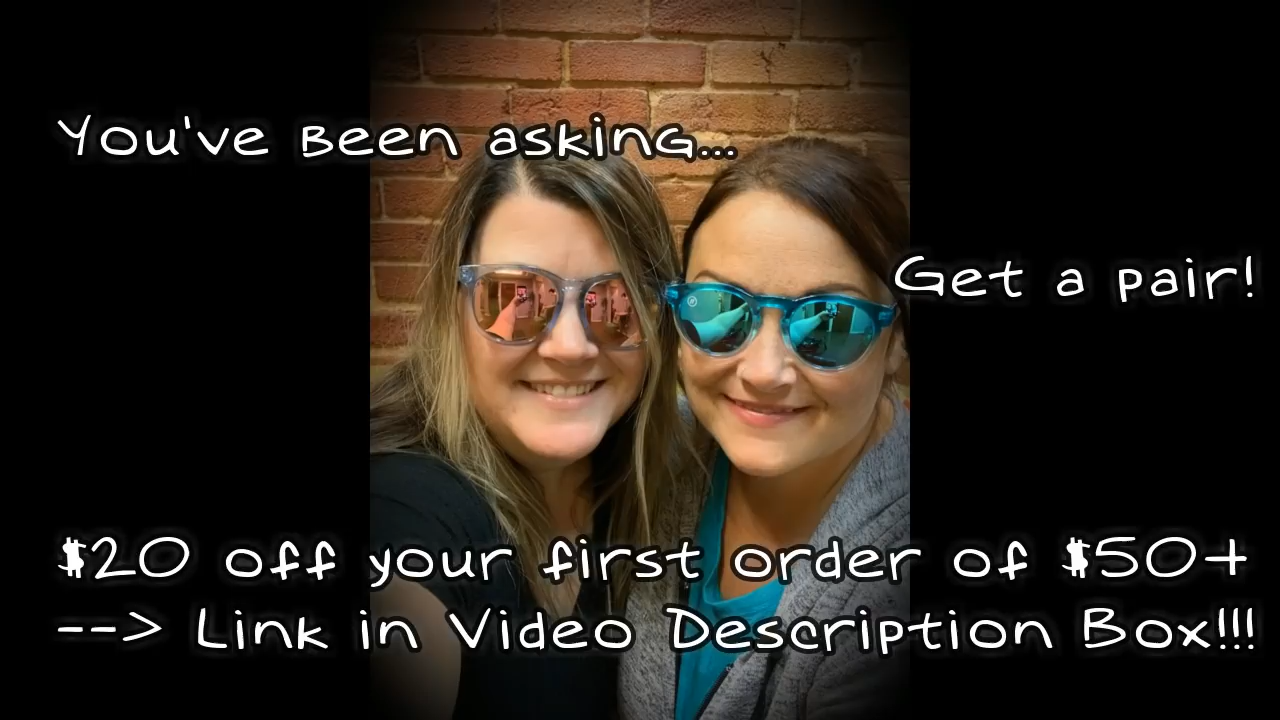 You've Been asking...
Get a pair!
$20 off your first order of $50+
--> Link in Video Description Box!!!